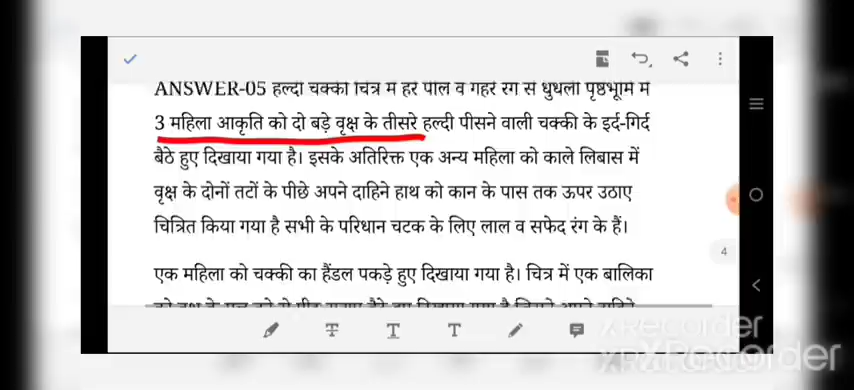 ANSWER-05 हल्दी चक्की चित्र में हरे पीले व गहरे रंग से धुंधली पृष्ठभूमि में
3 महिला आकृति को दो बड़े वृक्ष के तीसरे हल्दी पीसने वाली चक्की के इर्द-गिर्द
बैठे हुए दिखाया गया है। इसके अतिरिक्त एक अन्य महिला को काले लिबास में
वृक्ष के दोनों तटों के पीछे अपने दाहिने हाथ को कान के पास तक ऊपर उठाए
चित्रित किया गया है सभी के परिधान चटक के लिए लाल व सफेद रंग के हैं।
एक महिला को चक्की का हैंडल पकड़े हुए दिखाया गया है। चित्र में एक बालिका
4
T T T
XRecorder
XRecorder